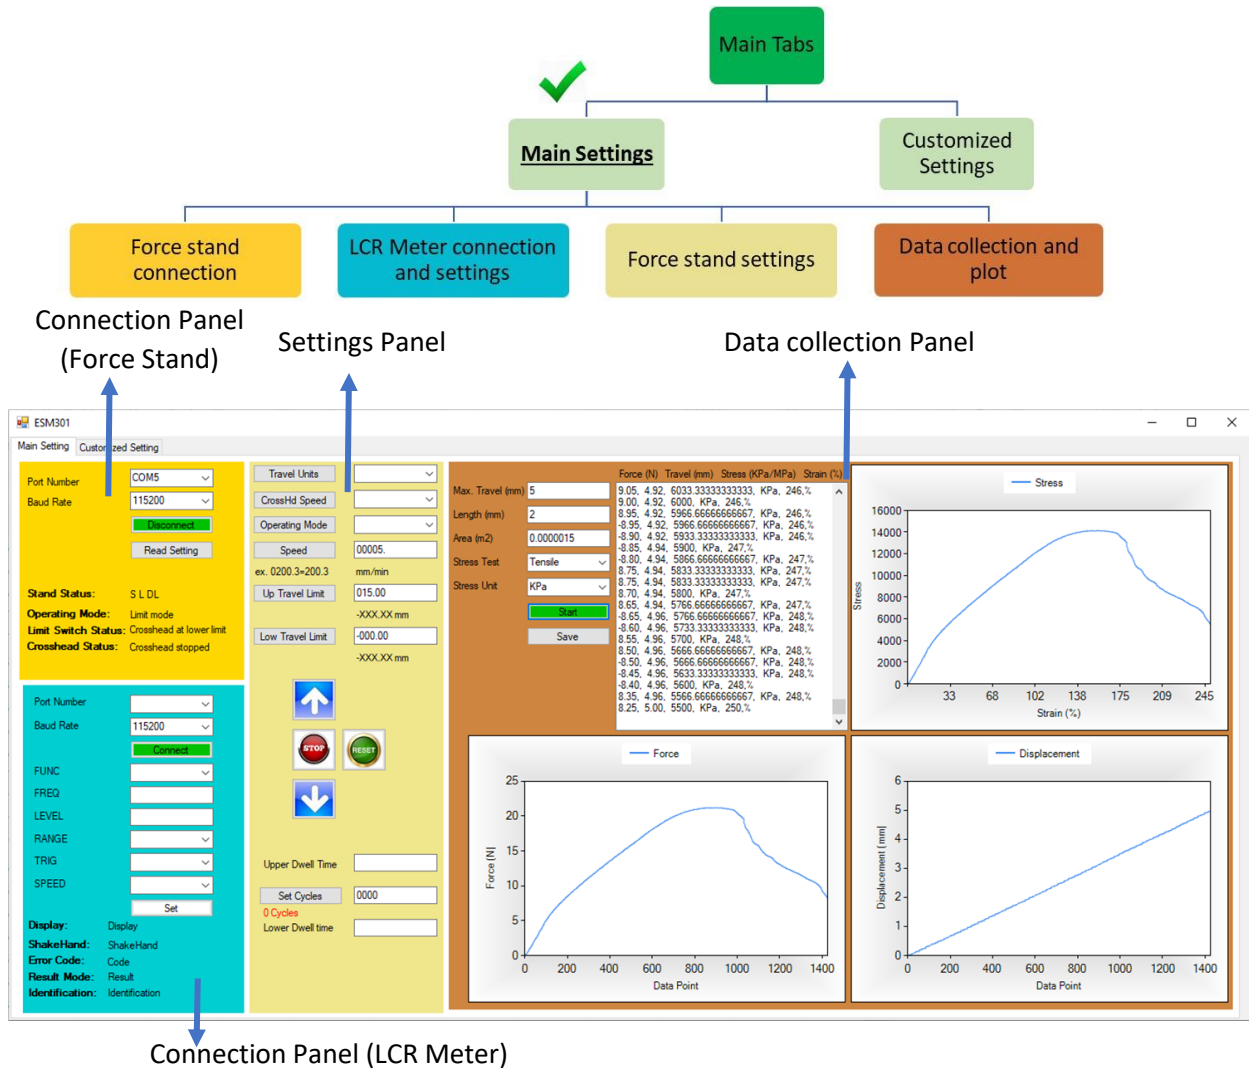 Main Tabs
Main Settings
Customized
Settings
Force stand
connection
LCR Meter connection
and settings
Force stand settings
Data collection and
plot
Connection Panel
(Force Stand)
Settings Panel
Data collection Panel
ESM301
Main Setting
Customized Setting
Port Number
COM5
Baud Rate
115200
Disconnect
Read Setting
Stand Status:
S L DL
Operating Mode:
Limit mode
Limit Switch Status:
Crosshead at lower limit
Crosshead Status:
Crosshead stopped
Port Number
Baud Rate
115200
Connect
FUNC
FREQ
LEVEL
RANGE
TRIG
SPEED
Set
Display:
Display
ShakeHand:
ShakeHand
Error Code:
Code
Result Mode:
Result
Identification:
Identification
Travel Units
CrossHd Speed
Operating Mode
Speed
00005.
ex. 0200.3=200.3
mm/min
Up Travel Limit
015.00
-XXX.XX mm
Low Travel Limit
-000.00
-XXX.XX mm
STOP
RESET
Upper Dwell Time
Set Cycles
0000
0 Cycles
Lower Dwell time
Max. Travel (mm)
5
Length (mm)
2
Area (m2)
0.0000015
Stress Test
Tensile
Stress Unit
KPa
Start
Save
Force (N) Travel (mm) Stress (KPa/MPa) Strain (%)
9.05, 4.92, 6033.33333333333, KPa, 246,%
9.00, 4.92, 6000, KPa, 246,%
8.95, 4.92, 5966.66666666667, KPa, 246,%
-8.95, 4.92, 5966.66666666667, KPa, 246,%
-8.90, 4.92, 5933.33333333333, KPa, 246,%
-8.85, 4.94, 5900, KPa, 247,%
-8.80, 4.94, 5866.66666666667, KPa, 247,%
8.75, 4.94, 5833.33333333333, KPa, 247,%
8.75, 4.94, 5833.33333333333, KPa, 247,%
8.70, 4.94, 5800, KPa, 247,%
8.65, 4.94, 5766.66666666667, KPa, 247,%
-8.65, 4.96, 5766.66666666667, KPa, 248,%
-8.60, 4.96, 5733.33333333333, KPa, 248,%
8.55, 4.96, 5700, KPa, 248,%
8.50, 4.96, 5666.66666666667, KPa, 248,%
-8.50, 4.96, 5666.66666666667, KPa, 248,%
-8.45, 4.96, 5633.33333333333, KPa, 248,%
-8.40, 4.96, 5600, KPa, 248,%
8.35, 4.96, 5566.66666666667, KPa, 248,%
8.25, 5.00, 5500, KPa, 250,%
Stress
16000
14000
12000
10000
8000
6000
4000
2000
0
Stress
33 68 102 138 175 209 245
Strain (%)
Force
25
20
15
10
5
0
Force (N|
0 200 400 600 800 1000 1200 1400
Data Point
Displacement
6
5
4
3
2
1
0
Displacement (mm|
0 200 400 600 800 1000 1200 1400
Data Point
Connection Panel (LCR Meter)